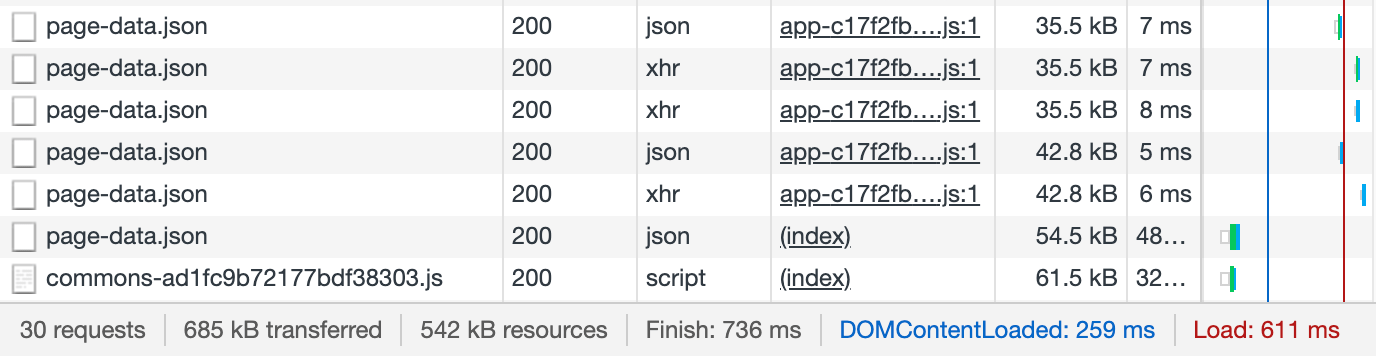 page-data.json 200 json app-c17f2fb….js:1 35.5 kB 7 ms
page-data.json 200 xhr app-c17f2fb….js:1 35.5 kB 7 ms
page-data.json 200 xhr app-c17f2fb….js:1 35.5 kB 8 ms
page-data.json 200 json app-c17f2fb….js:1 42.8 kB 5 ms
page-data.json 200 xhr app-c17f2fb….js:1 42.8 kB 6 ms
page-data.json 200 json (index) 54.5 kB 48…
commons-ad1fc9b72177bdf38303.js 200 script (index) 61.5 kB 32…
30 requests 685 kB transferred 542 kB resources Finish: 736 ms DOMContentLoaded: 259 ms Load: 611 ms